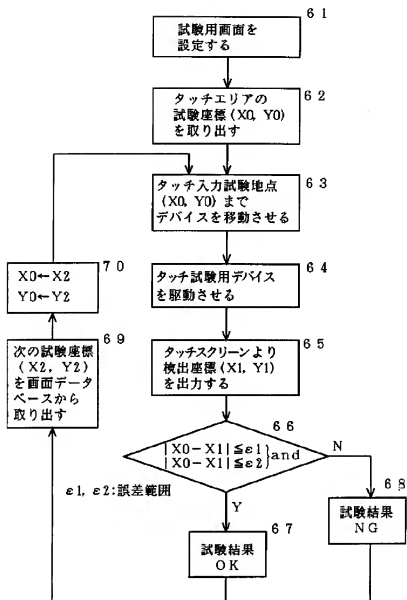 61
試験用画面を
設定する
62
タッチエリアの
試験座標(X0, Y0)
を取り出す
63
タッチ入力試験地点
(X0, Y0)まで
デバイスを移動させる
64
タッチ試験用デバイス
を駆動させる
65
タッチスクリーンより
検出座標(X1, Y1)
を出力する
66
|X0-X1|≦ε1
|X0-X1|≦ε2
}and
N
Y
ε1, ε2:誤差範囲
67
試験結果
OK
68
試験結果
NG
69
次の試験座標
(X2, Y2)
を画面データ
ベースから
取り出す
70
X0←X2
Y0←Y2